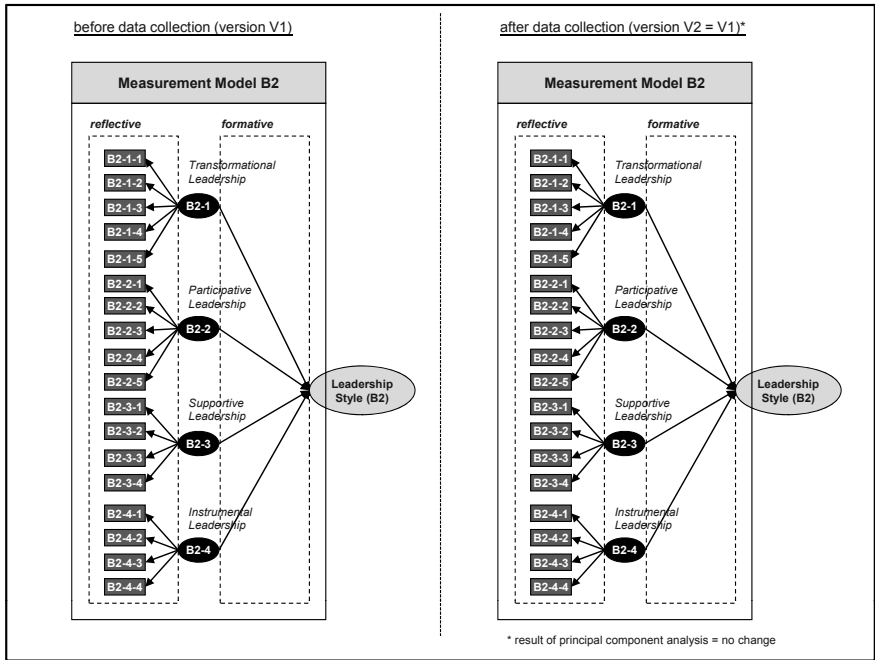 before data collection (version V1)
Measurement Model B2
reflective
formative
B2-1-1
B2-1-2
B2-1-3
B2-1-4
B2-1-5
B2-2-1
B2-2-2
B2-2-3
B2-2-4
B2-2-5
B2-3-1
B2-3-2
B2-3-3
B2-3-4
B2-4-1
B2-4-2
B2-4-3
B2-4-4
Transformational
Leadership
B2-1
Participative
Leadership
B2-2
Supportive
Leadership
B2-3
Instrumental
Leadership
B2-4
Leadership
Style (B2)
after data collection (version V2 = V1)*
Measurement Model B2
reflective
formative
B2-1-1
B2-1-2
B2-1-3
B2-1-4
B2-1-5
B2-2-1
B2-2-2
B2-2-3
B2-2-4
B2-2-5
B2-3-1
B2-3-2
B2-3-3
B2-3-4
B2-4-1
B2-4-2
B2-4-3
B2-4-4
Transformational
Leadership
B2-1
Participative
Leadership
B2-2
Supportive
Leadership
B2-3
Instrumental
Leadership
B2-4
Leadership
Style (B2)
* result of principal component analysis = no change